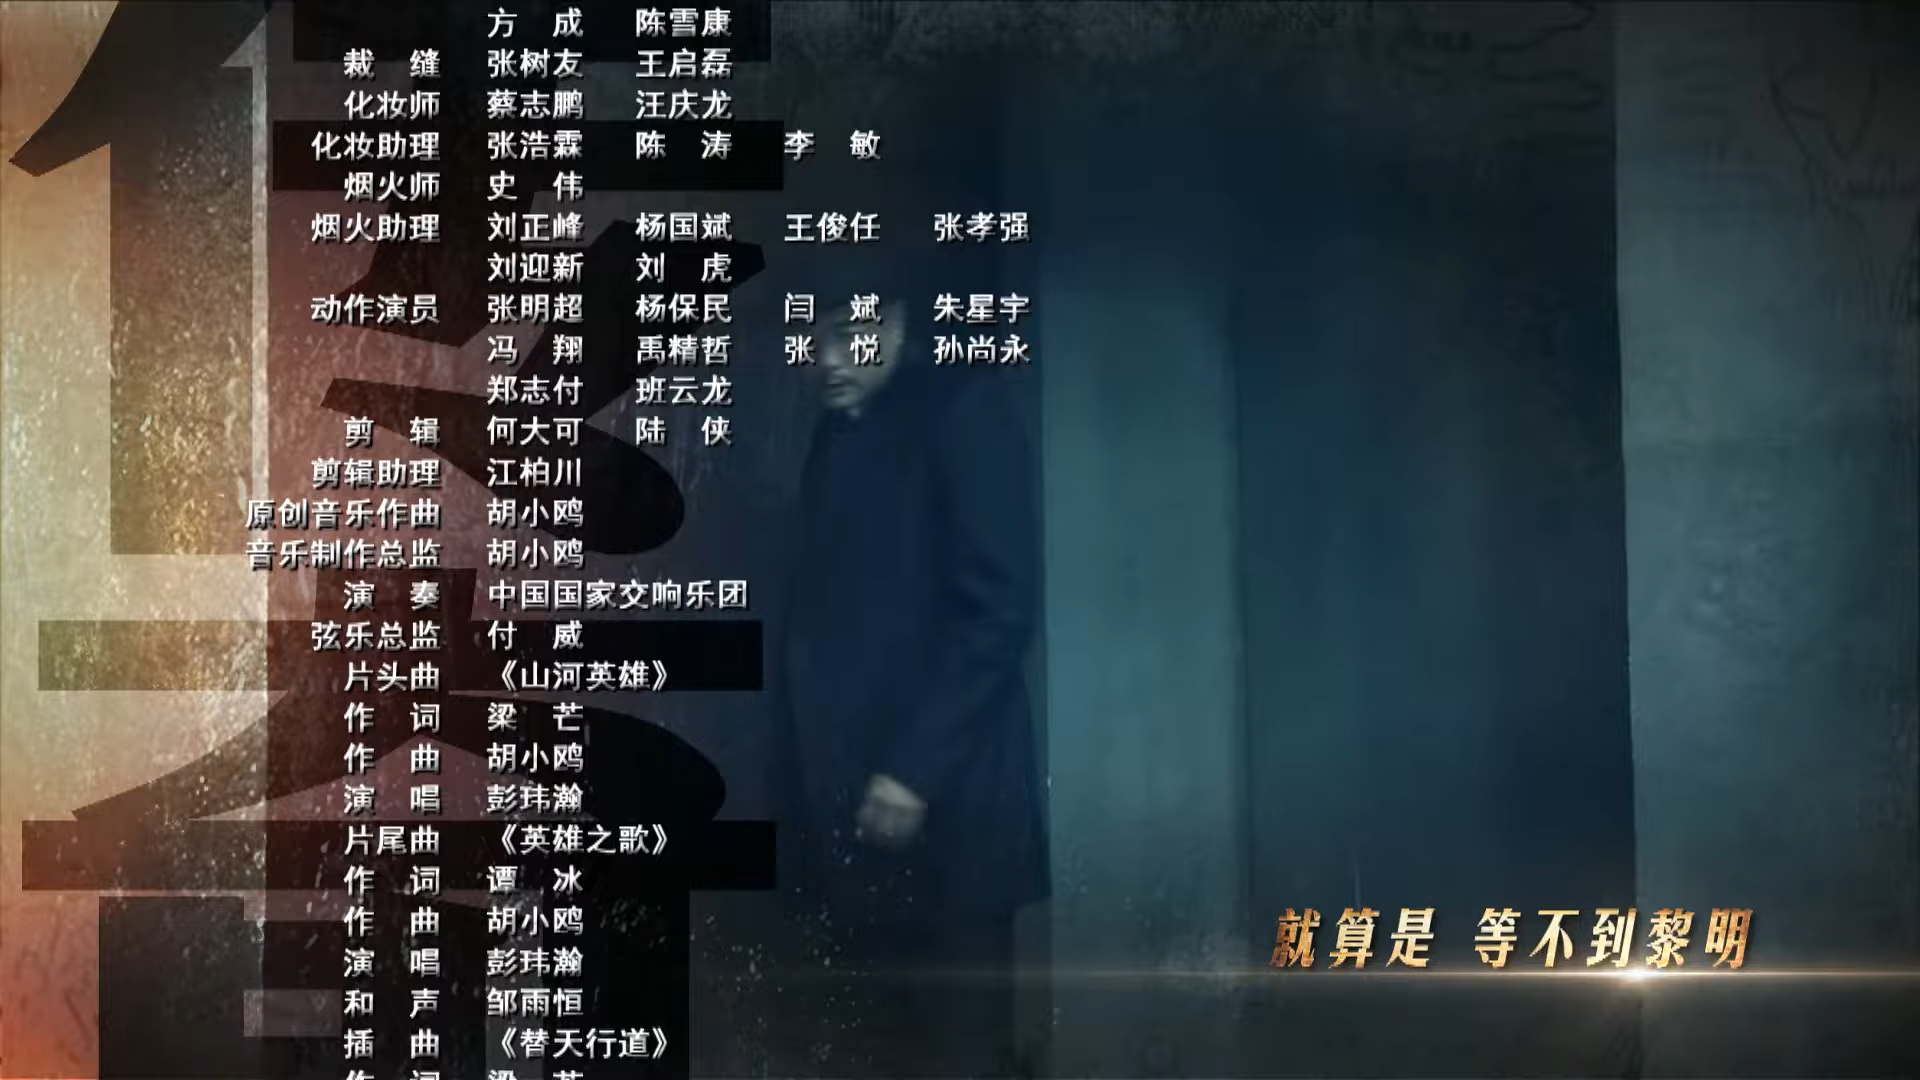 方 成 陈雪康
裁 缝 张树友 王启磊
化妆师 蔡志鹏 汪庆龙
化妆助理 张浩霖 陈 涛 李 敏
烟火师 史 伟
烟火助理 刘正峰 杨国斌 王俊任 张孝强
刘迎新 刘 虎
动作演员 张明超 杨保民 闫 斌 朱星宇
冯 翔 禹精哲 张 悦 孙尚永
郑志付 班云龙
剪 辑 何大可 陆 侠
剪辑助理 江柏川
原创音乐作曲 胡小鸥
音乐制作总监 胡小鸥
演 奏 中国国家交响乐团
弦乐总监 付 威
片头曲 《山河英雄》
作 词 梁 芒
作 曲 胡小鸥
演 唱 彭玮瀚
片尾曲 《英雄之歌》
作 词 谭 冰
作 曲 胡小鸥
演 唱 彭玮瀚
和 声 邹雨恒
插 曲 《替天行道》
作 词 梁 芒
就算是 等不到黎明